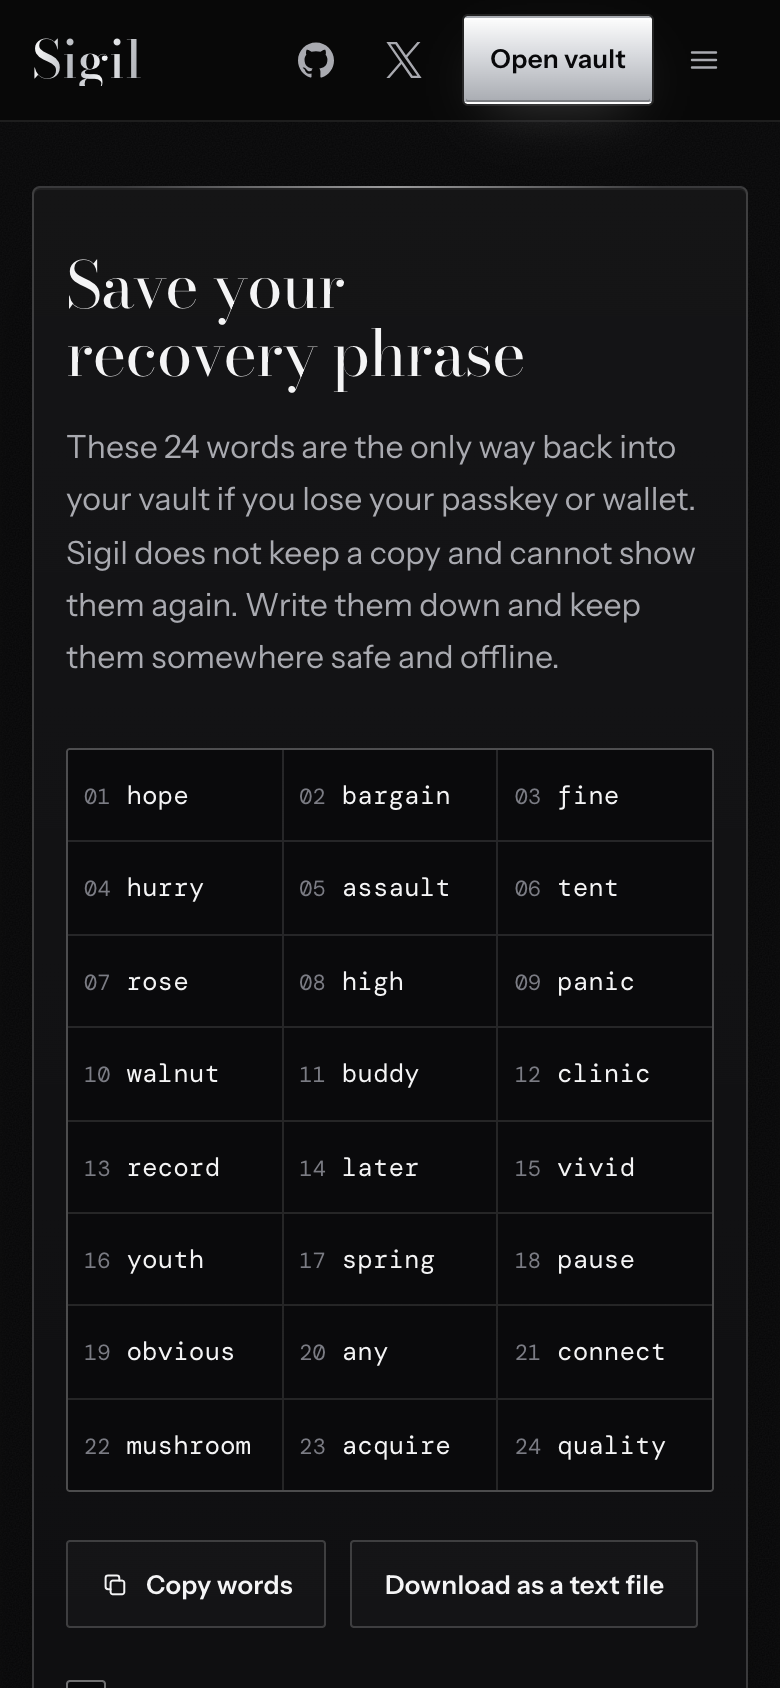 Sigil
Open vault
Save your
recovery phrase
These 24 words are the only way back into
your vault if you lose your passkey or wallet.
Sigil does not keep a copy and cannot show
them again. Write them down and keep
them somewhere safe and offline.
01 hope 02 bargain 03 fine
04 hurry 05 assault 06 tent
07 rose 08 high 09 panic
10 walnut 11 buddy 12 clinic
13 record 14 later 15 vivid
16 youth 17 spring 18 pause
19 obvious 20 any 21 connect
22 mushroom 23 acquire 24 quality
Copy words Download as a text file